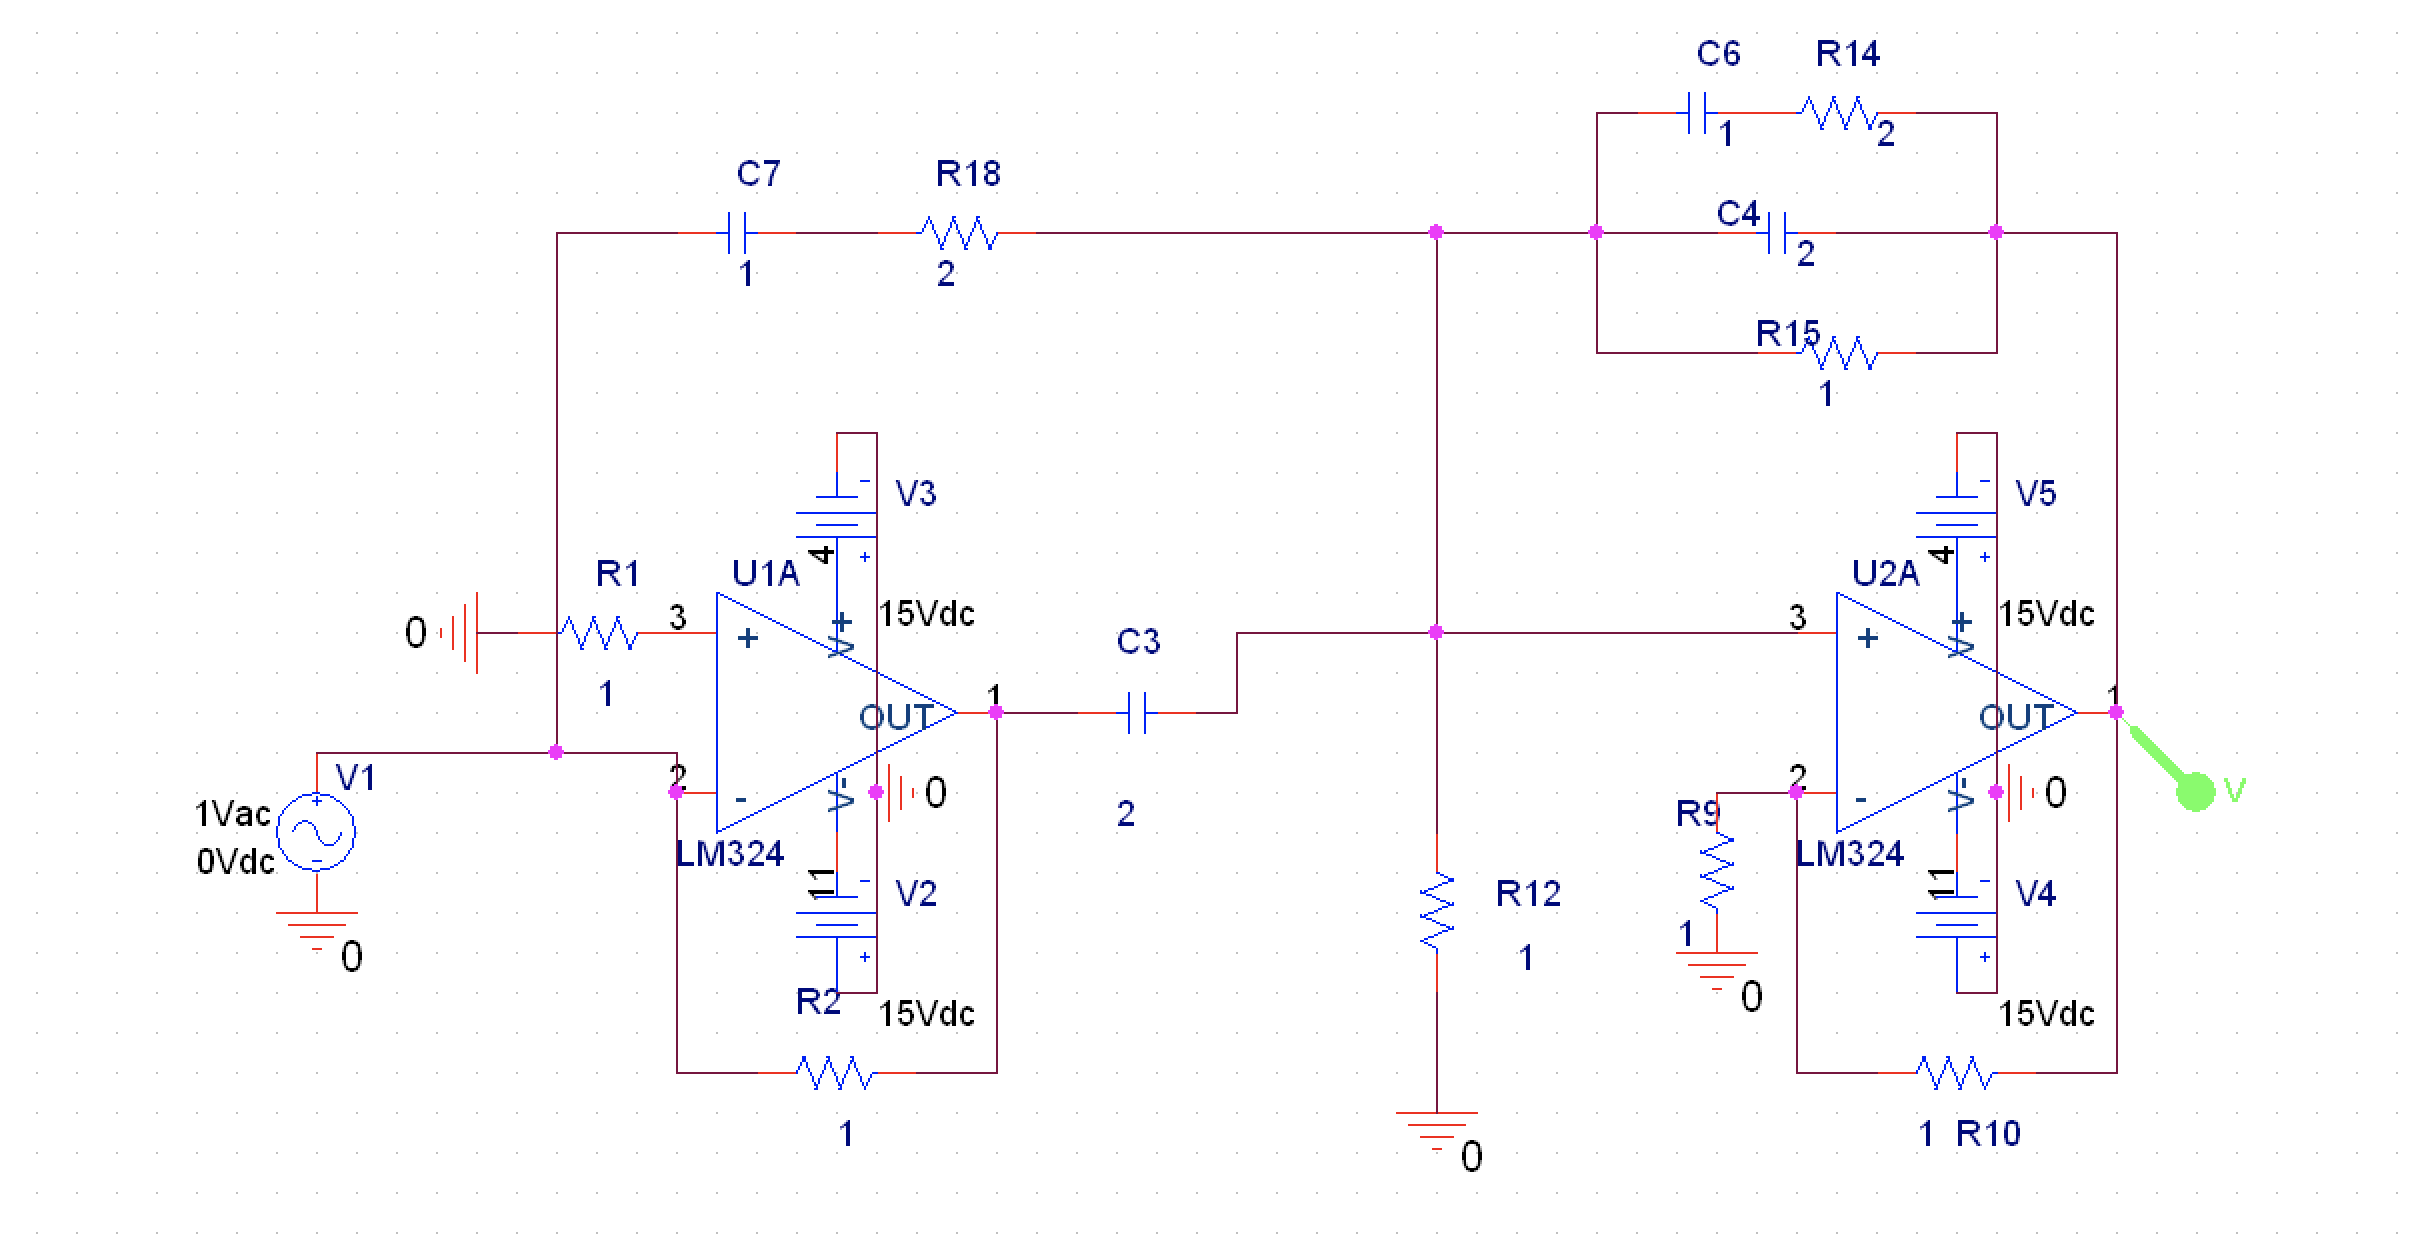 C6
R14
1
2
C7
R18
C4
1
2
2
R15
1
V3
V5
4
4
R1
U1A
U2A
0
3
+
V+
15Vdc
C3
3
+
V+
15Vdc
1
1
OUT
1
OUT
V1
2
-
V-
0
2
2
-
V-
0
V
1Vac
0Vdc
R9
LM324
LM324
11
V2
R12
11
V4
0
1
1
0
R2
15Vdc
15Vdc
1
0
1
R10